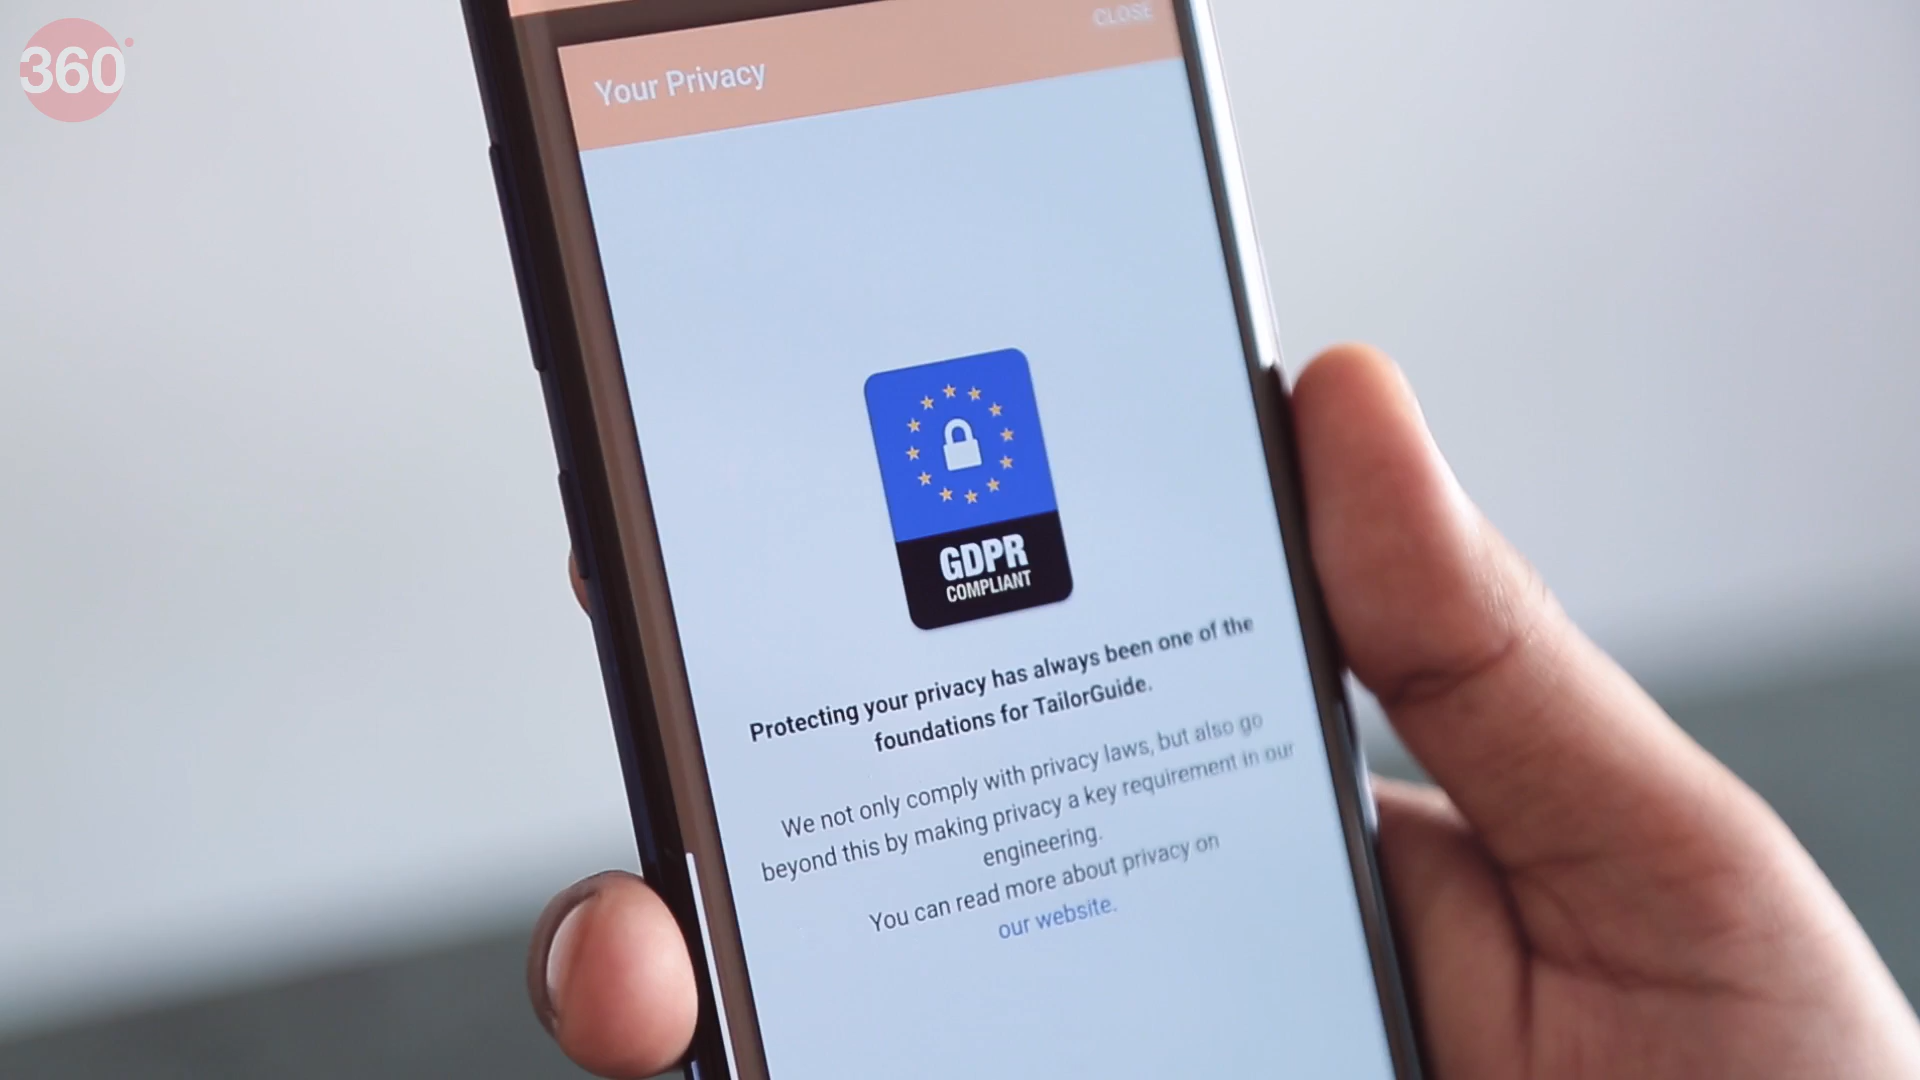 360
CLOSE
Your Privacy
GDPR
COMPLIANT
Protecting your privacy has always been one of the
foundations for TailorGuide.
We not only comply with privacy laws, but also go
beyond this by making privacy a key requirement in our
engineering.
You can read more about privacy on
our website.